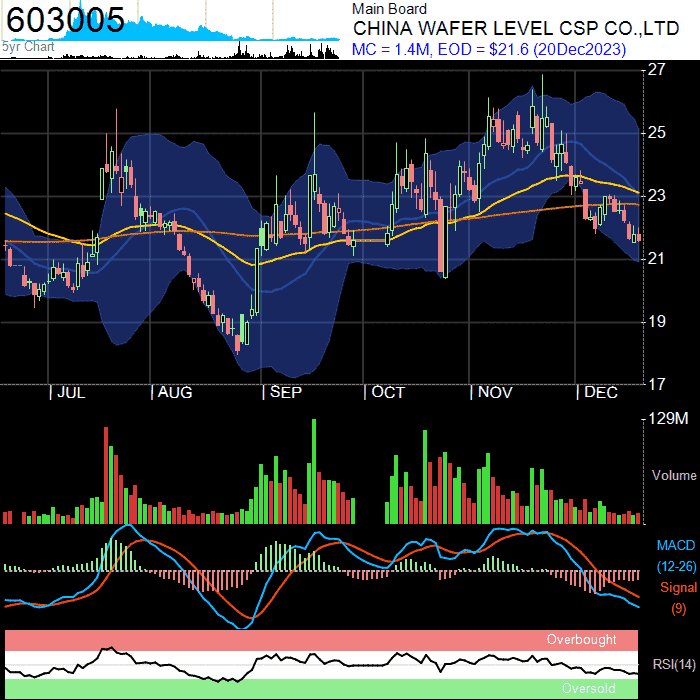 603005
5yr Chart
Main Board
CHINA WAFER LEVEL CSP CO.,LTD
MC = 1.4M, EOD = $21.6 (20Dec2023)
27
25
23
21
19
17
JUL AUG SEP OCT NOV DEC
129M
Volume
MACD
(12-26)
Signal
(9)
Overbought
RSI(14)
Oversold